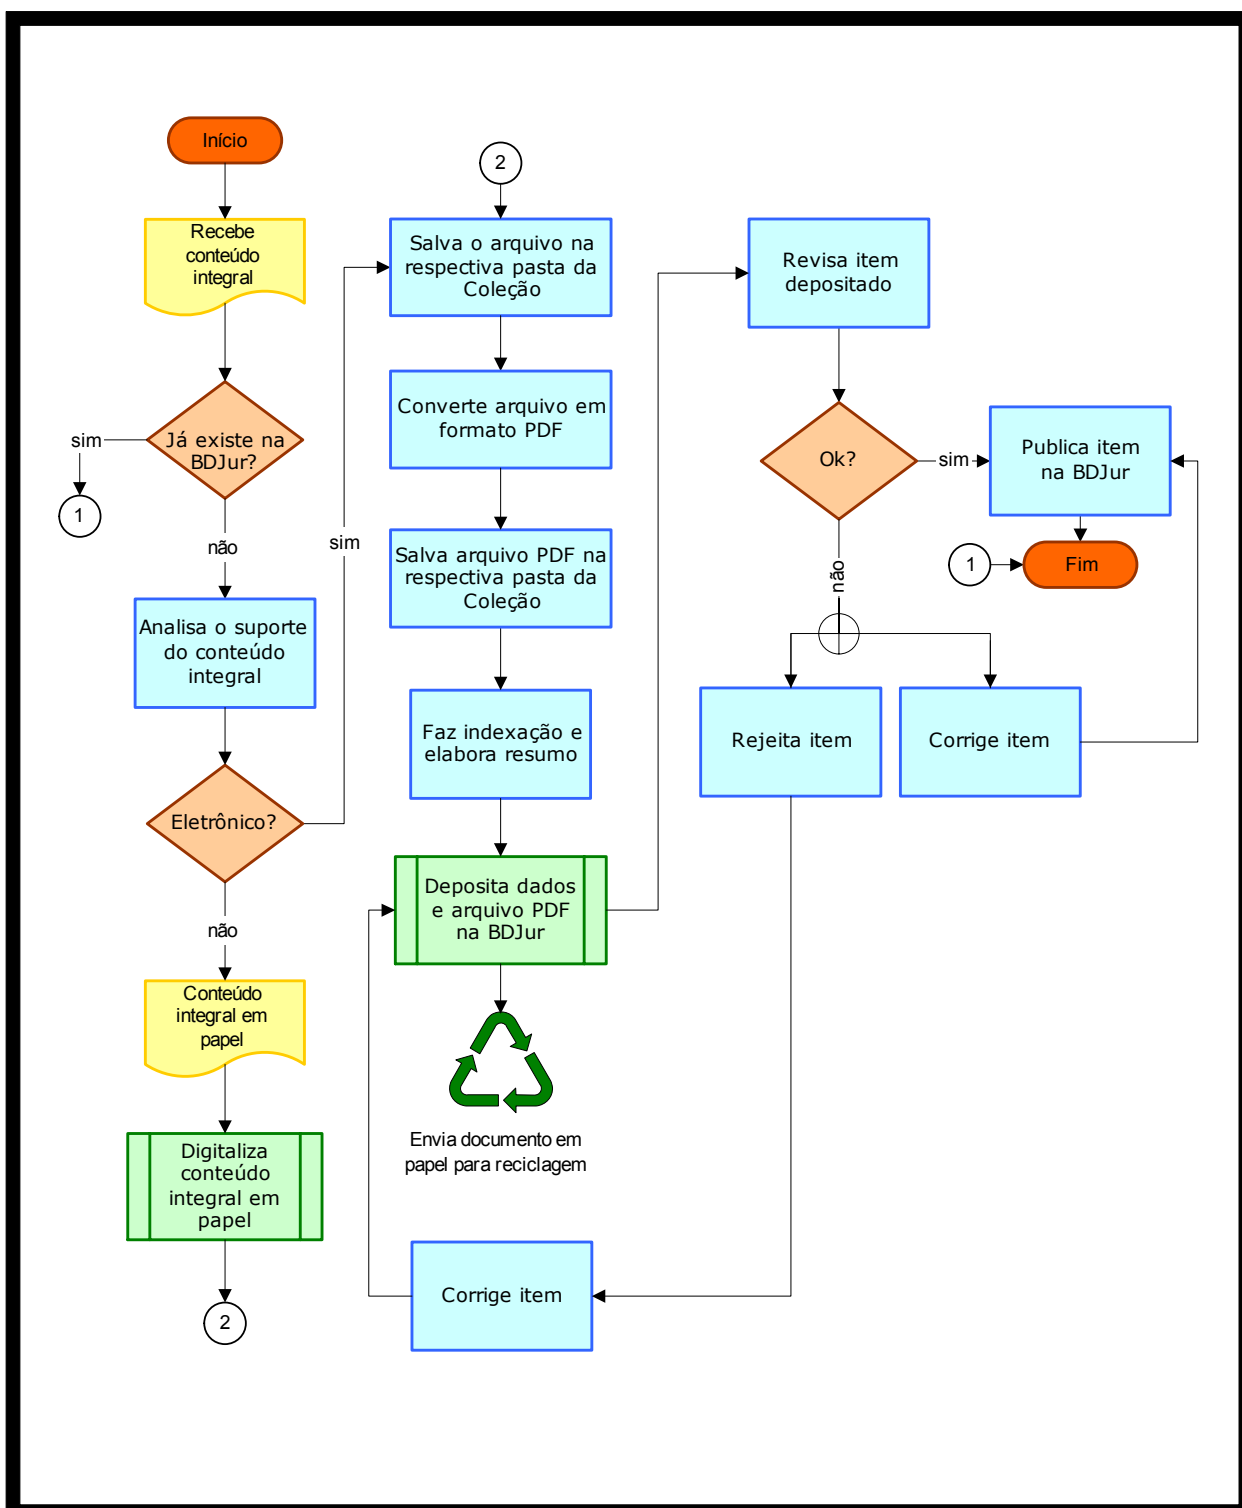 Início
Recebe
conteúdo
integral
Já existe na
BDJur?
sim
1
não
Analisa o suporte
do conteúdo
integral
Eletrônico?
sim
não
Conteúdo
integral em
papel
Digitaliza
conteúdo
integral em
papel
2
2
Salva o arquivo na
respectiva pasta da
Coleção
Converte arquivo em
formato PDF
Salva arquivo PDF na
respectiva pasta da
Coleção
Faz indexação e
elabora resumo
Deposita dados
e arquivo PDF
na BDJur
Envia documento em
papel para reciclagem
Corrige item
Revisa item
depositado
Ok?
sim
não
Publica item
na BDJur
1
Fim
Rejeita item
Corrige item